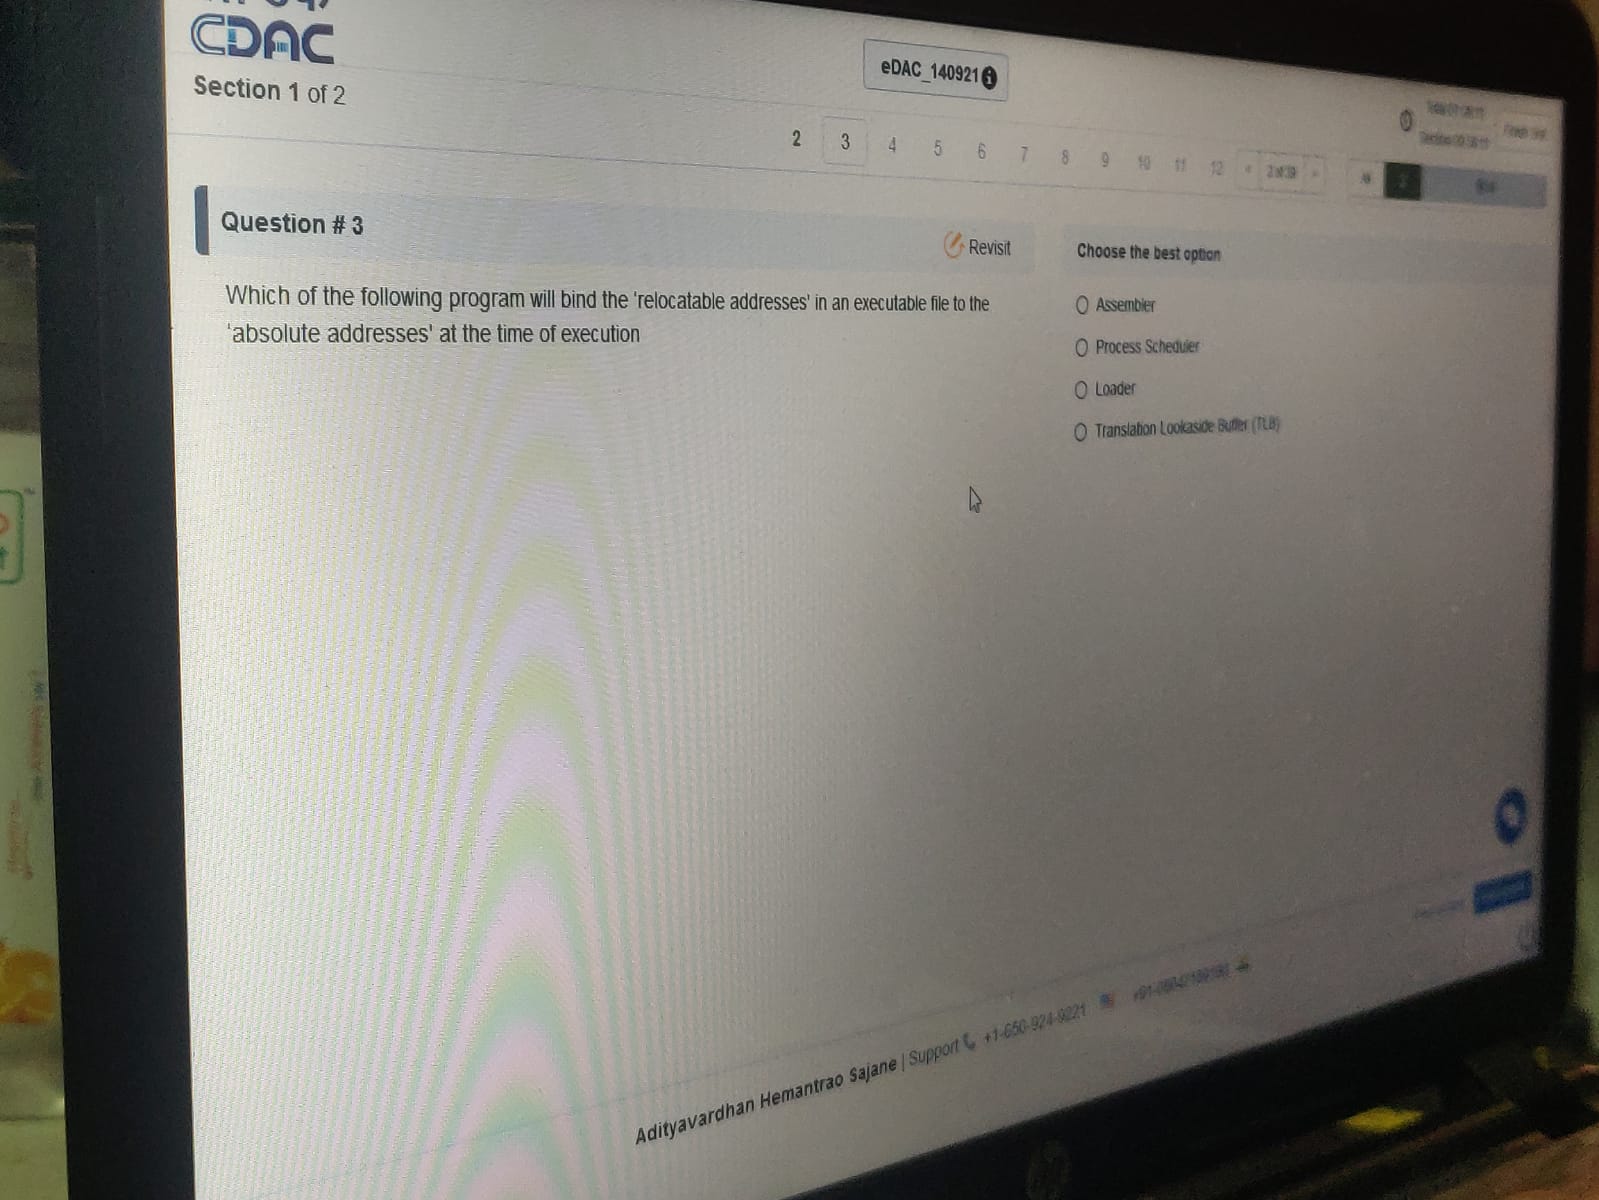 CDAC
eDAC_140921
Section 1 of 2
2 3 4 5 6 7 8 9 10 11 12
Question # 3
Revisit
Which of the following program will bind the 'relocatable addresses' in an executable file to the
'absolute addresses' at the time of execution
Choose the best option
Assembler
Process Scheduler
Loader
Translation Lookaside Buffer (TLB)
Adityavardhan Hemantrao Sajane | Support +1-650-924-9221